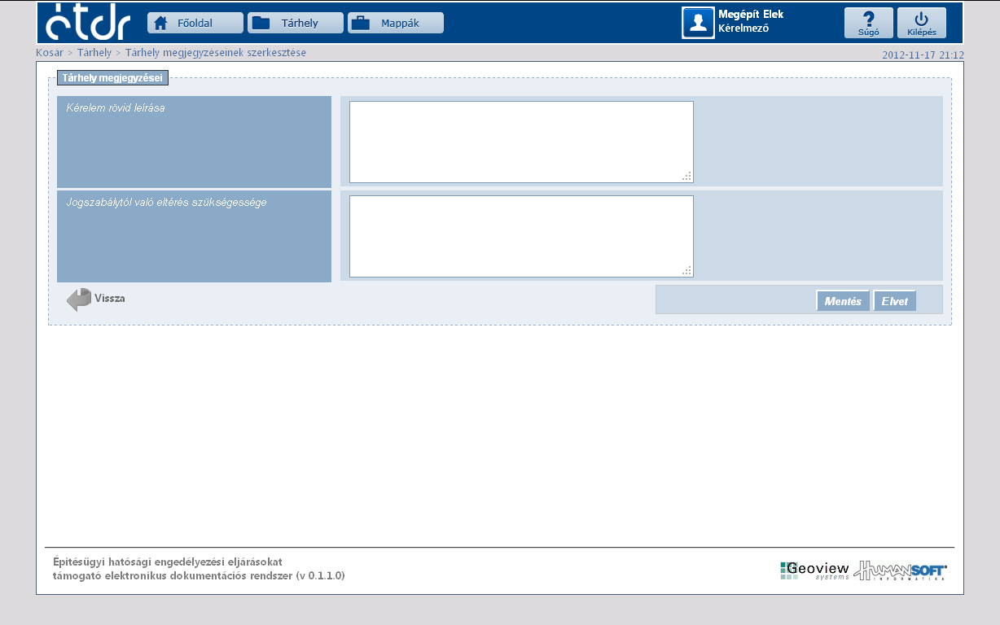 étdr
Főoldal
Tárhely
Mappák
Megépít Elek
Kérelmező
? Súgó
Kilépés
Kosár > Tárhely > Tárhely megjegyzéseinek szerkesztése
2012-11-17 21:12
Tárhely megjegyzései
Kérelem rövid leírása
Jogszabálytól való eltérés szükségessége
Vissza
Mentés
Elvet
Építésügyi hatósági engedélyezési eljárásokat
támogató elektronikus dokumentációs rendszer (v 0.1.1.0)
Geoview
systems
HUMANSOFT
INFORMATIKA